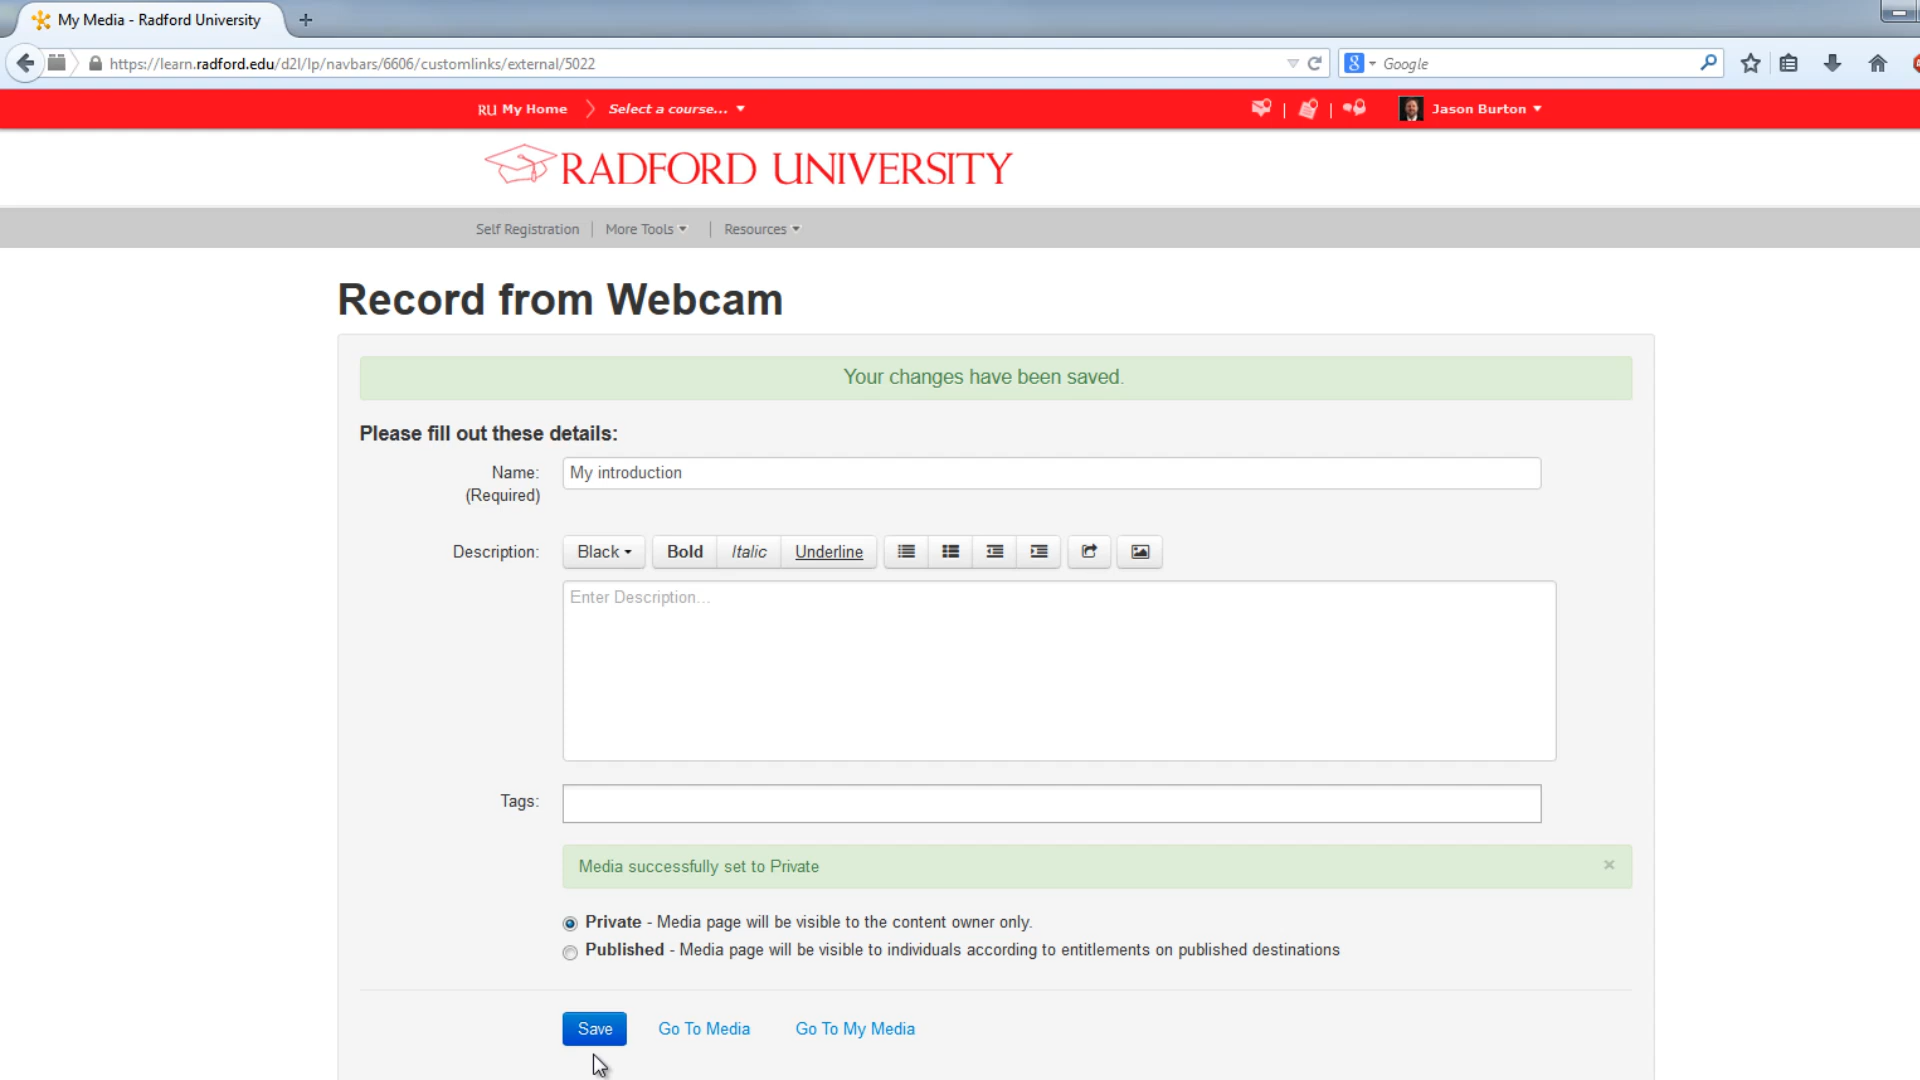 My Media - Radford University
https://learn.radford.edu/d2l/lp/navbars/6606/customlinks/external/5022
Google
RU My Home
Select a course...
Jason Burton
RADFORD UNIVERSITY
Self Registration
More Tools
Resources
Record from Webcam
Your changes have been saved.
Please fill out these details:
Name:
(Required)
My introduction
Description:
Black
Bold
Italic
Underline
Enter Description...
Tags:
Media successfully set to Private
×
Private - Media page will be visible to the content owner only.
Published - Media page will be visible to individuals according to entitlements on published destinations
Save
Go To Media
Go To My Media